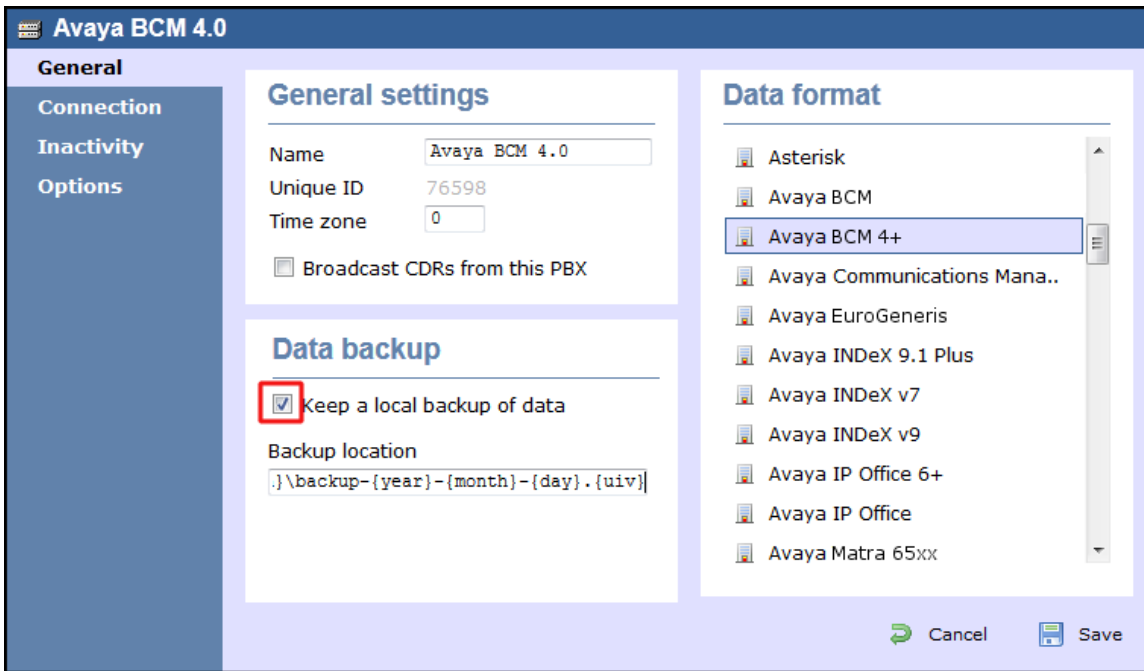 Avaya BCM 4.0
General
Connection
Inactivity
Options
General settings
Name Avaya BCM 4.0
Unique ID 76598
Time zone 0
Broadcast CDRs from this PBX
Data backup
Keep a local backup of data
Backup location
.}\backup-{year}-{month}-{day}.{uiv}
Data format
Asterisk
Avaya BCM
Avaya BCM 4+
Avaya Communications Mana..
Avaya EuroGeneris
Avaya INDeX 9.1 Plus
Avaya INDeX v7
Avaya INDeX v9
Avaya IP Office 6+
Avaya IP Office
Avaya Matra 65xx
Cancel
Save